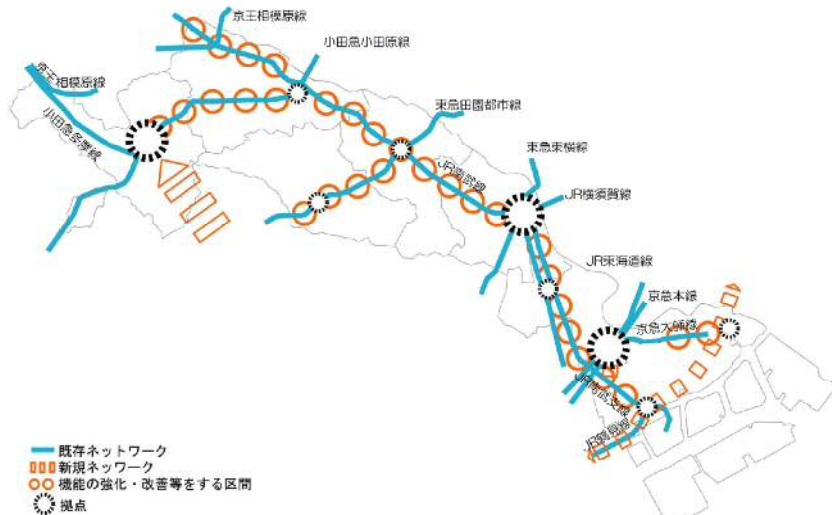 京王相模原線
小田急小田原線
京王相模原線
東急田園都市線
小田急多摩線
東急東横線
JR南武線
JR横須賀線
JR東海道線
京急本線
京急大師線
JR南武支線
JR鶴見線
既存ネットワーク
新規ネッワーク
機能の強化・改善等をする区間
拠点